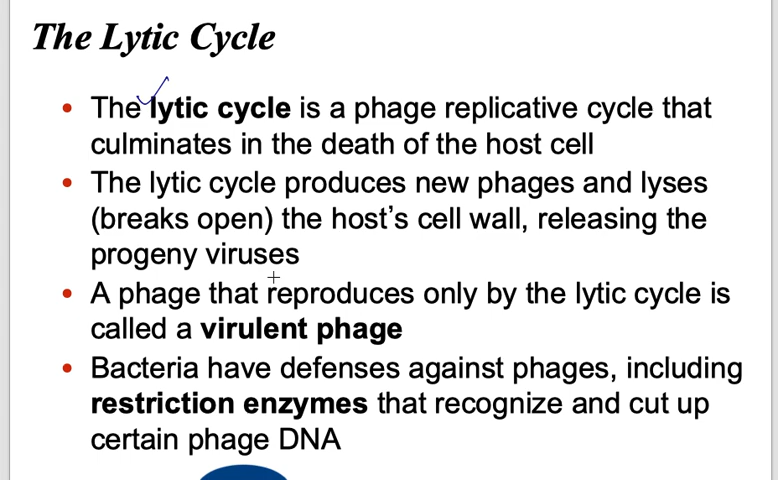 The Lytic Cycle
• The lytic cycle is a phage replicative cycle that
culminates in the death of the host cell
• The lytic cycle produces new phages and lyses
(breaks open) the host’s cell wall, releasing the
progeny viruses
• A phage that reproduces only by the lytic cycle is
called a virulent phage
• Bacteria have defenses against phages, including
restriction enzymes that recognize and cut up
certain phage DNA